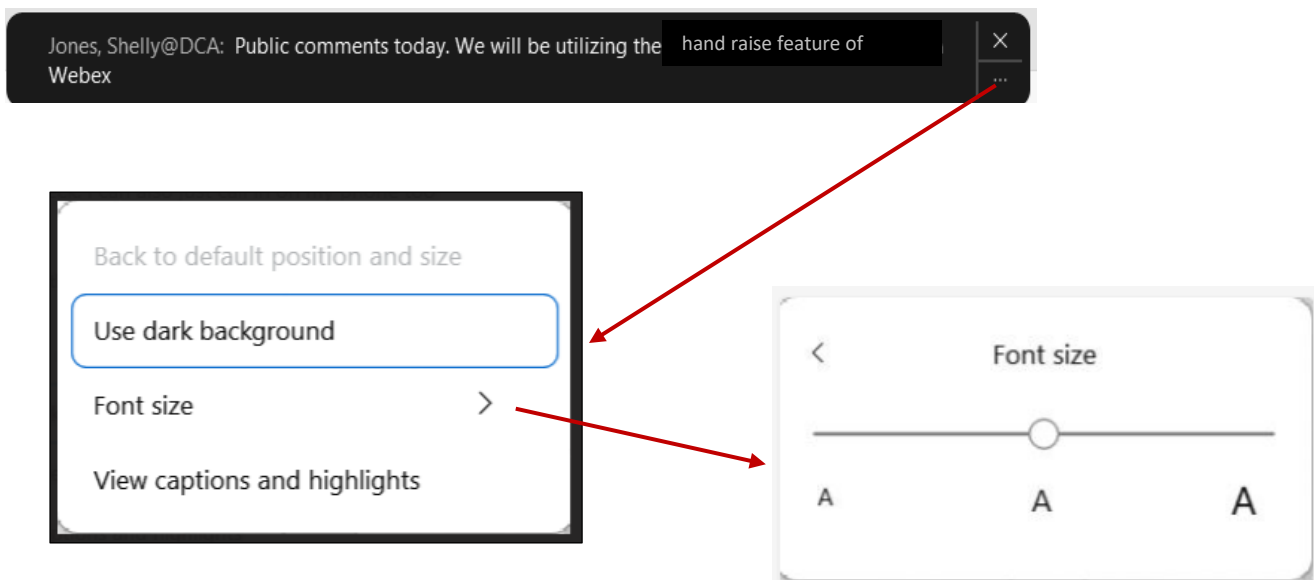 Jones, Shelly@DCA: Public comments today. We will be utilizing the hand raise feature of
Webex
Back to default position and size
Use dark background
Font size
View captions and highlights
Font size
A A A